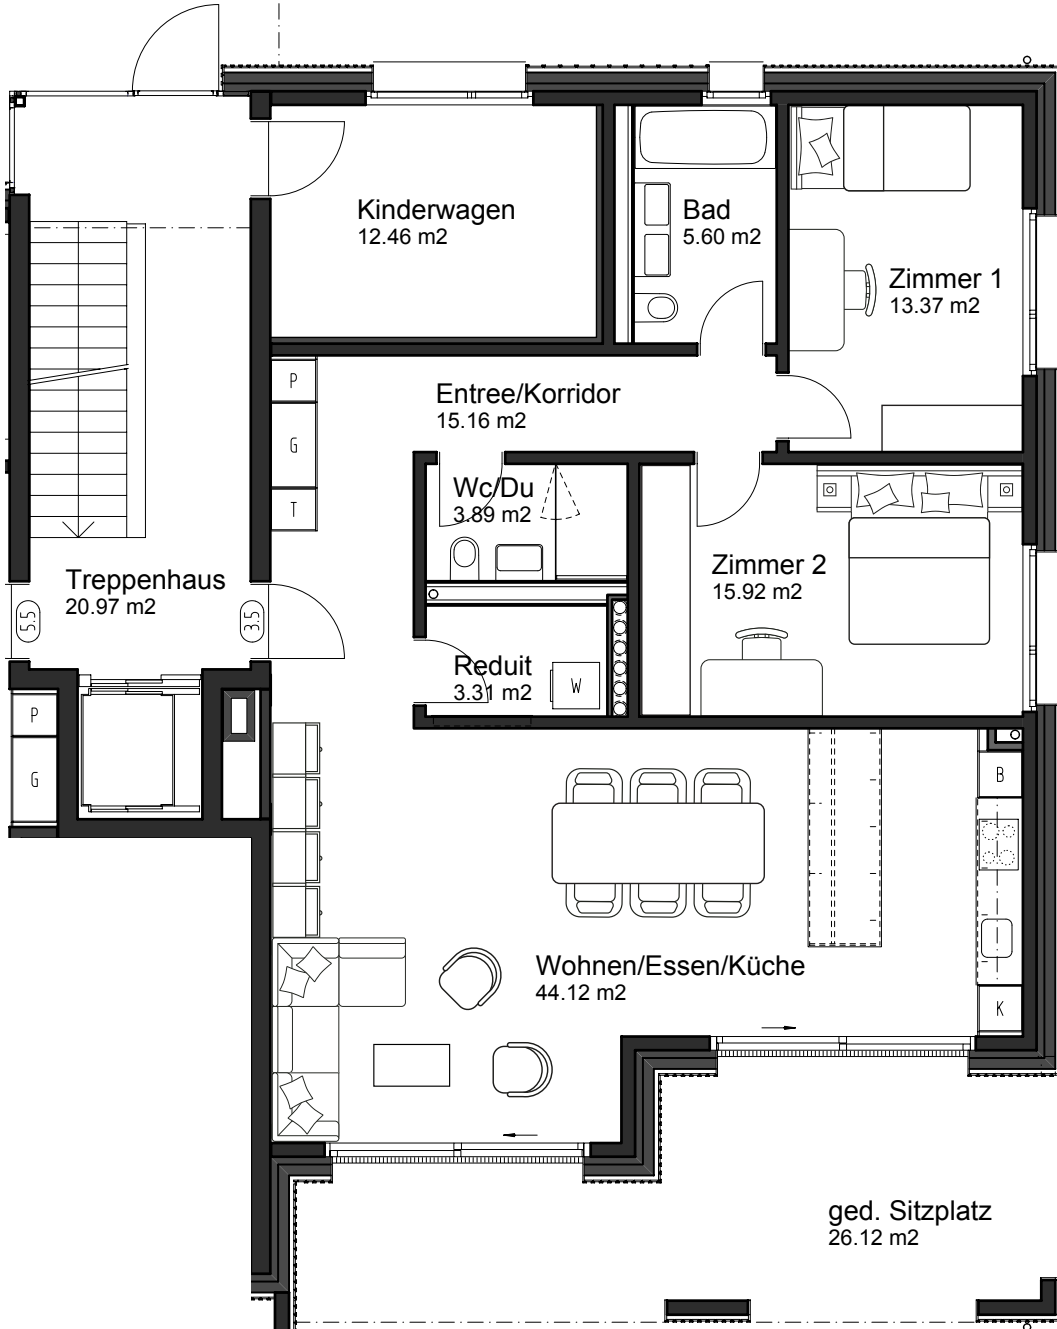 Kinderwagen
12.46 m2
Bad
5.60 m2
Zimmer 1
13.37 m2
P
G
T
Entree/Korridor
15.16 m2
Wc/Du
3.89 m2
Zimmer 2
15.92 m2
Treppenhaus
20.97 m2
5.5
3.5
Reduit
3.31 m2
W
P
G
B
Wohnen/Essen/Küche
44.12 m2
K
ged. Sitzplatz
26.12 m2